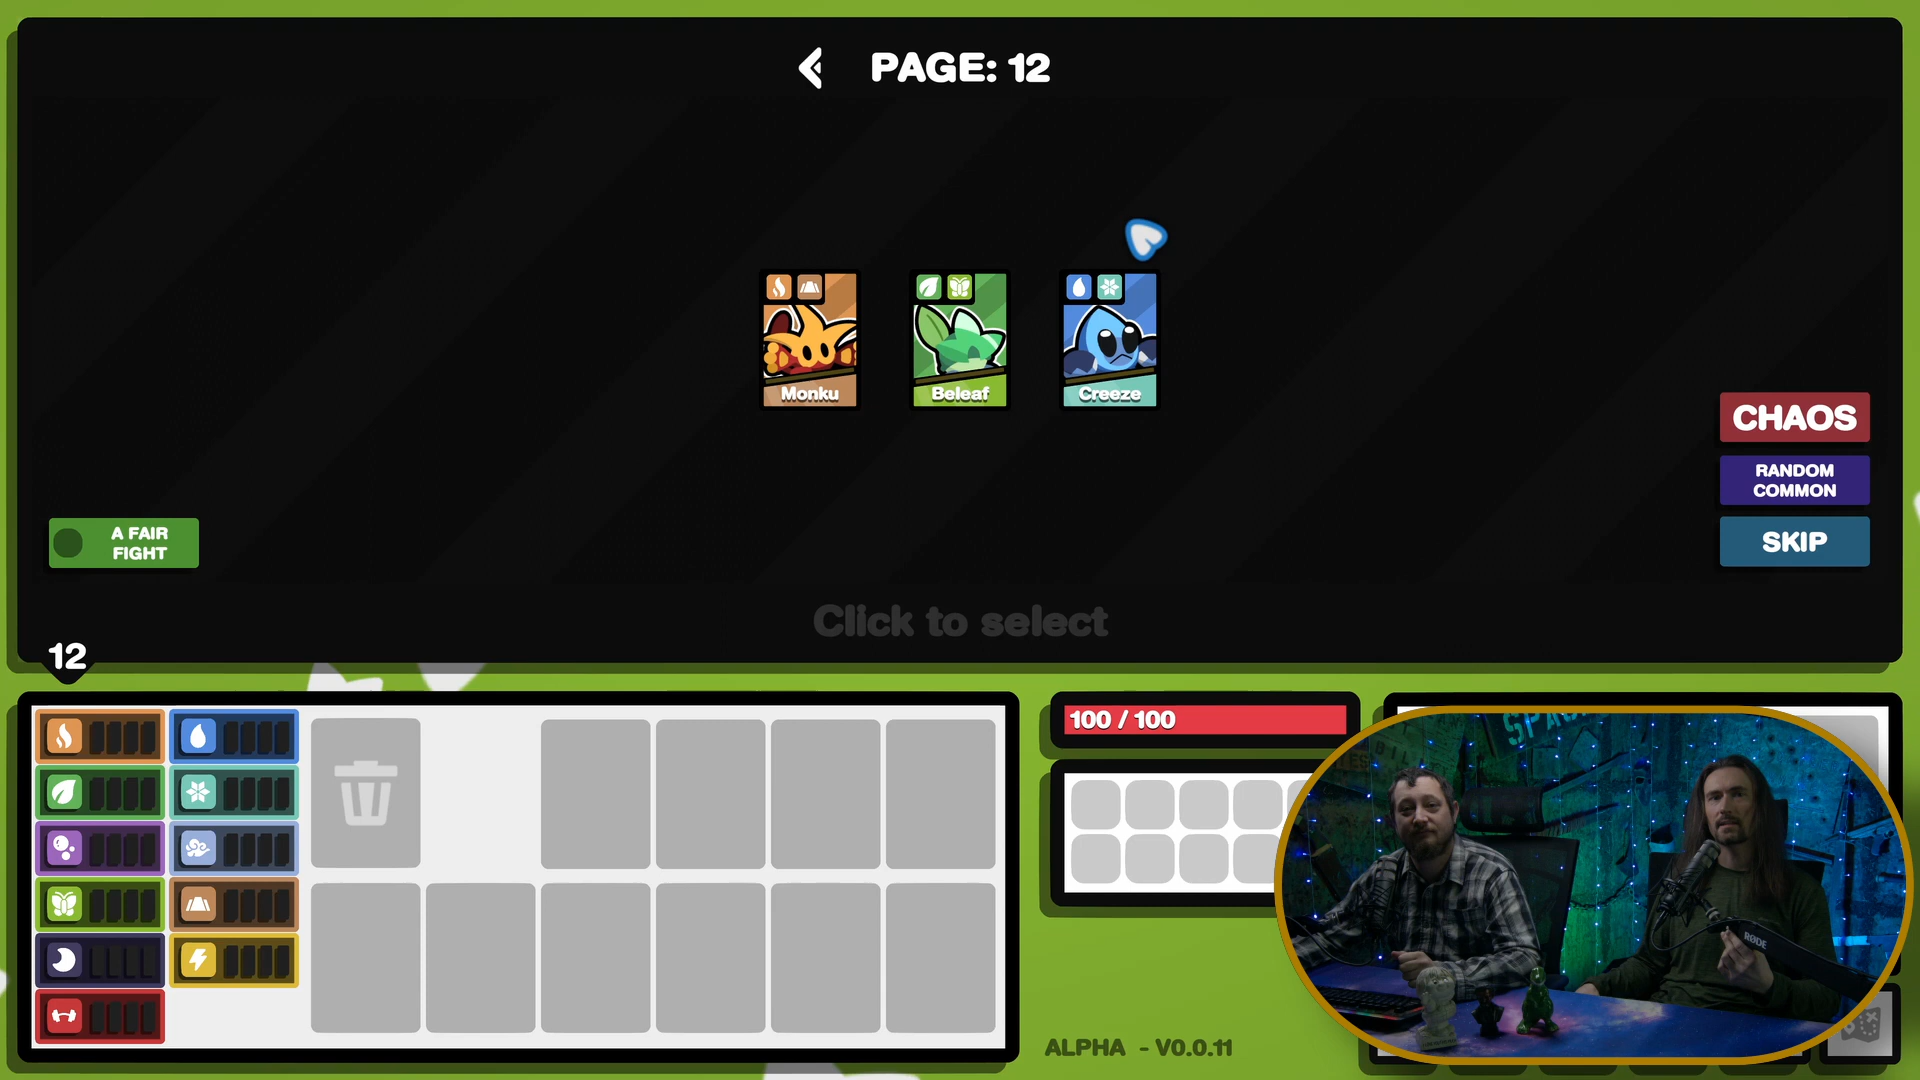 PAGE: 12
Monku
Beleaf
Creeze
CHAOS
RANDOM
COMMON
A FAIR
FIGHT
SKIP
Click to select
12
100 / 100
RØDE
ALPHA - V0.0.11